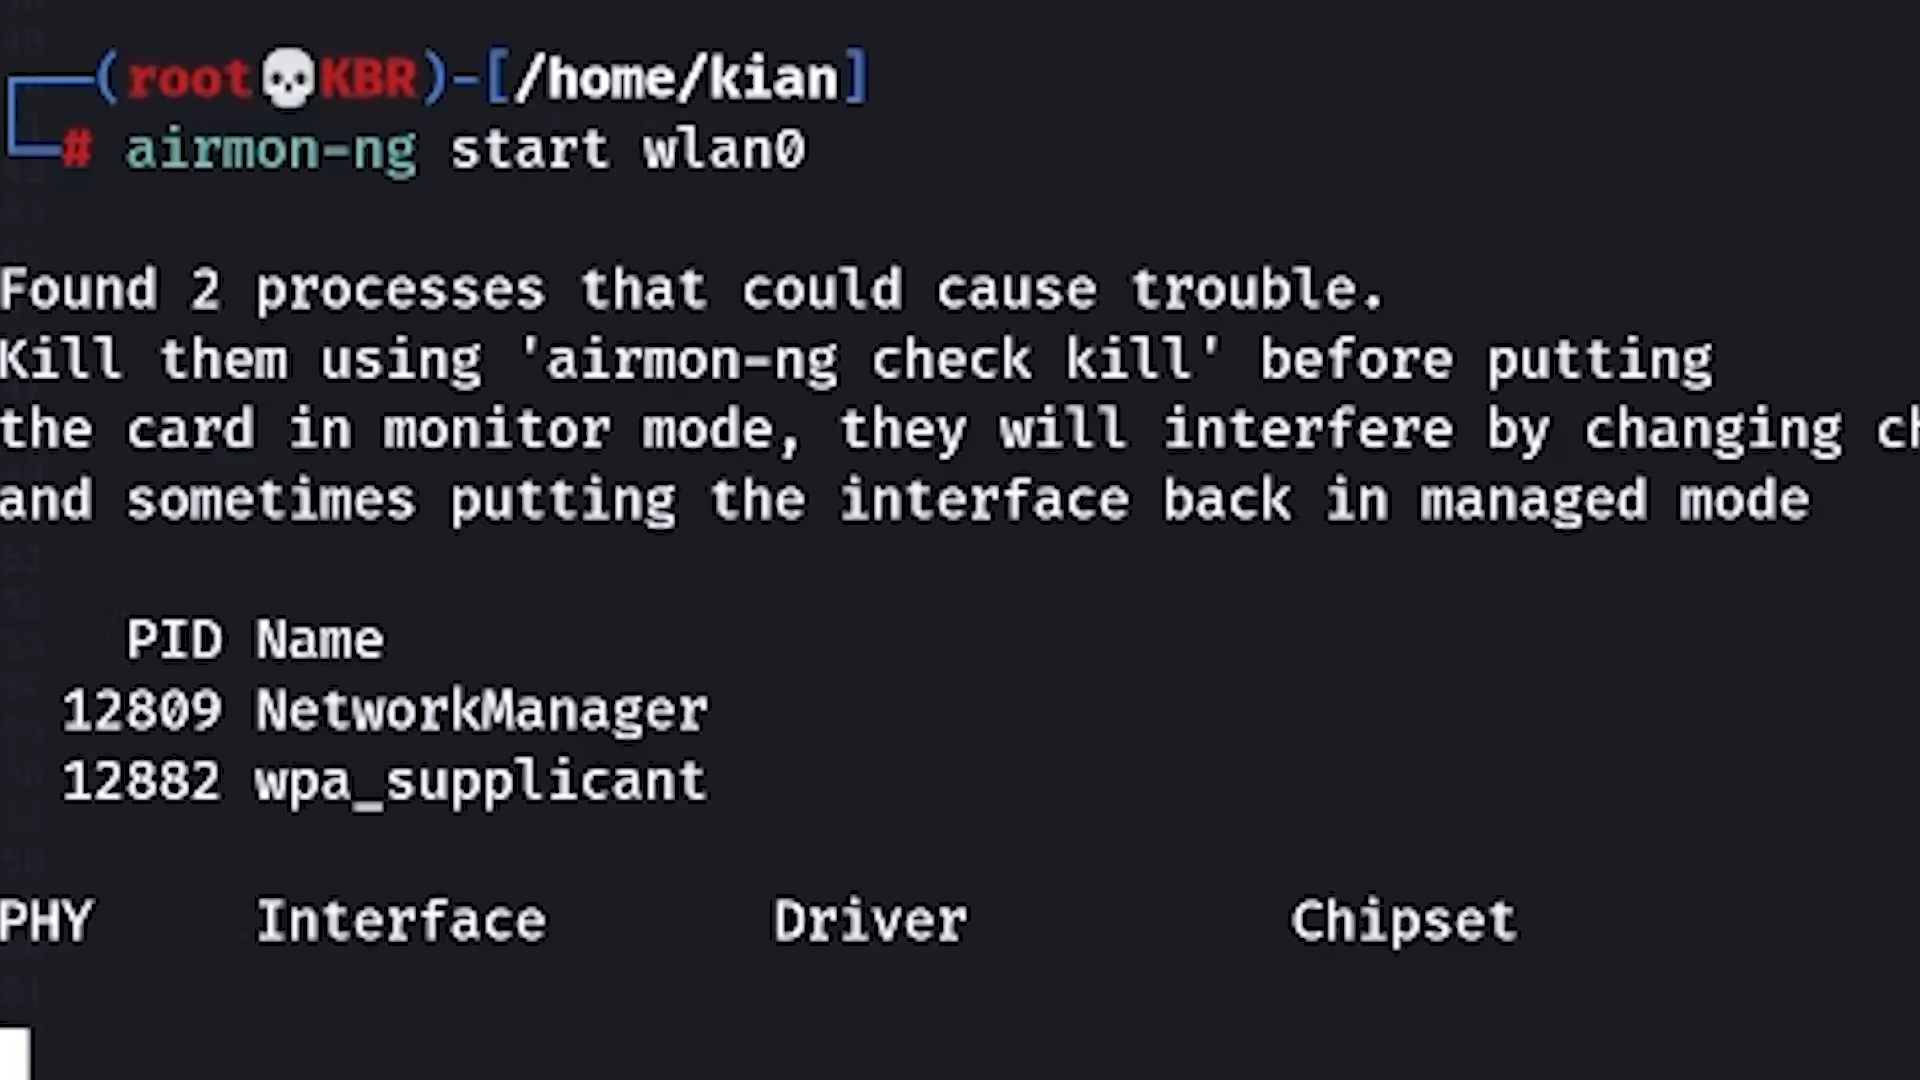 (root💀KBR)-[/home/kian]
# airmon-ng start wlan0
Found 2 processes that could cause trouble.
Kill them using 'airmon-ng check kill' before putting
the card in monitor mode, they will interfere by changing ch
and sometimes putting the interface back in managed mode
PID Name
12809 NetworkManager
12882 wpa_supplicant
PHY Interface Driver Chipset